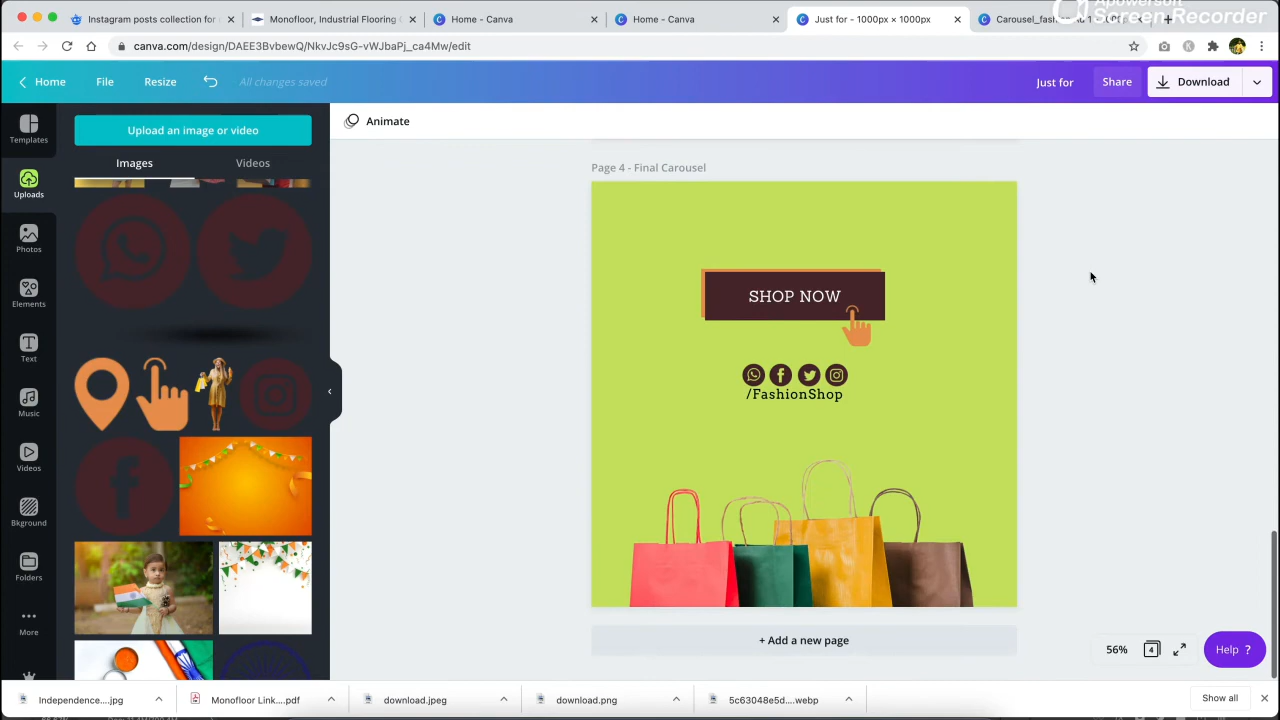 Apowersoft
Screen Recorder
Instagram posts collection for
Monofloor, Industrial Flooring
Home - Canva
Home - Canva
Just for - 1000px × 1000px
Carousel_fash
canva.com/design/DAEE3BvbewQ/NkvJc9sG-vWJbaPj_ca4Mw/edit
Home
File
Resize
All changes saved
Just for
Share
Download
Templates
Uploads
Photos
Elements
Text
Music
Videos
Bkground
Folders
More
Upload an image or video
Images
Videos
Animate
Page 4 - Final Carousel
SHOP NOW
/FashionShop
+ Add a new page
56%
4
Help ?
Independence....jpg
Monofloor Link....pdf
download.jpeg
download.png
5c63048e5d....webp
Show all